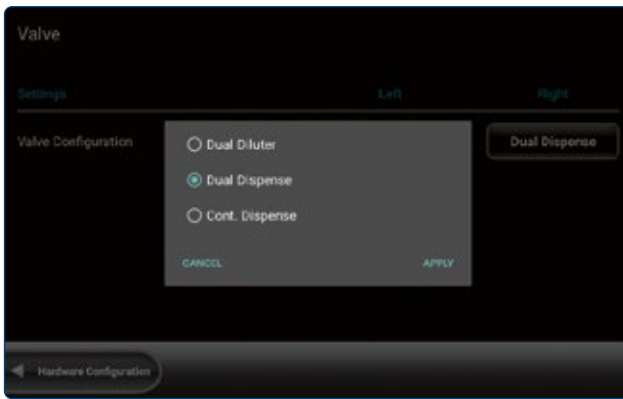 Valve
Settings Left Right
Valve Configuration Dual Dispense
Dual Diluter
Dual Dispense
Cont. Dispense
CANCEL APPLY
Hardware Configuration